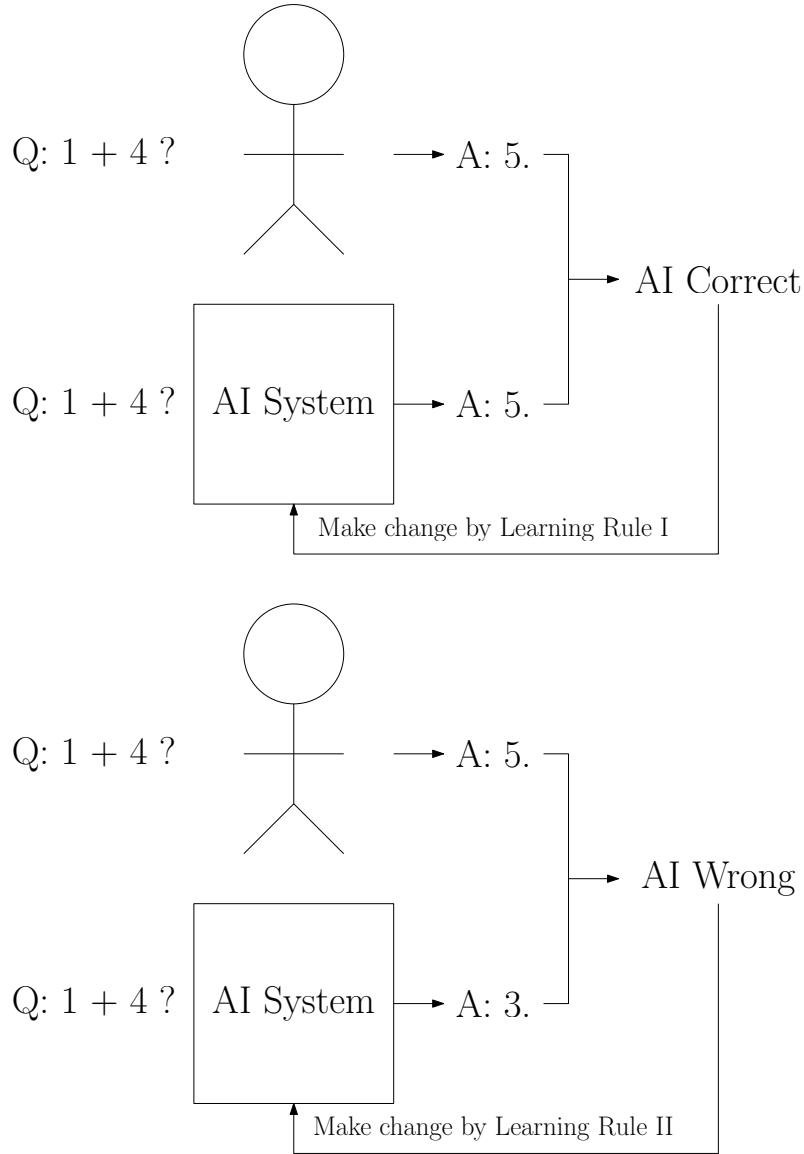 Q: 1 + 4 ?
A: 5.
AI Correct
Q: 1 + 4 ?
AI System
A: 5.
Make change by Learning Rule I
Q: 1 + 4 ?
A: 5.
AI Wrong
Q: 1 + 4 ?
AI System
A: 3.
Make change by Learning Rule II